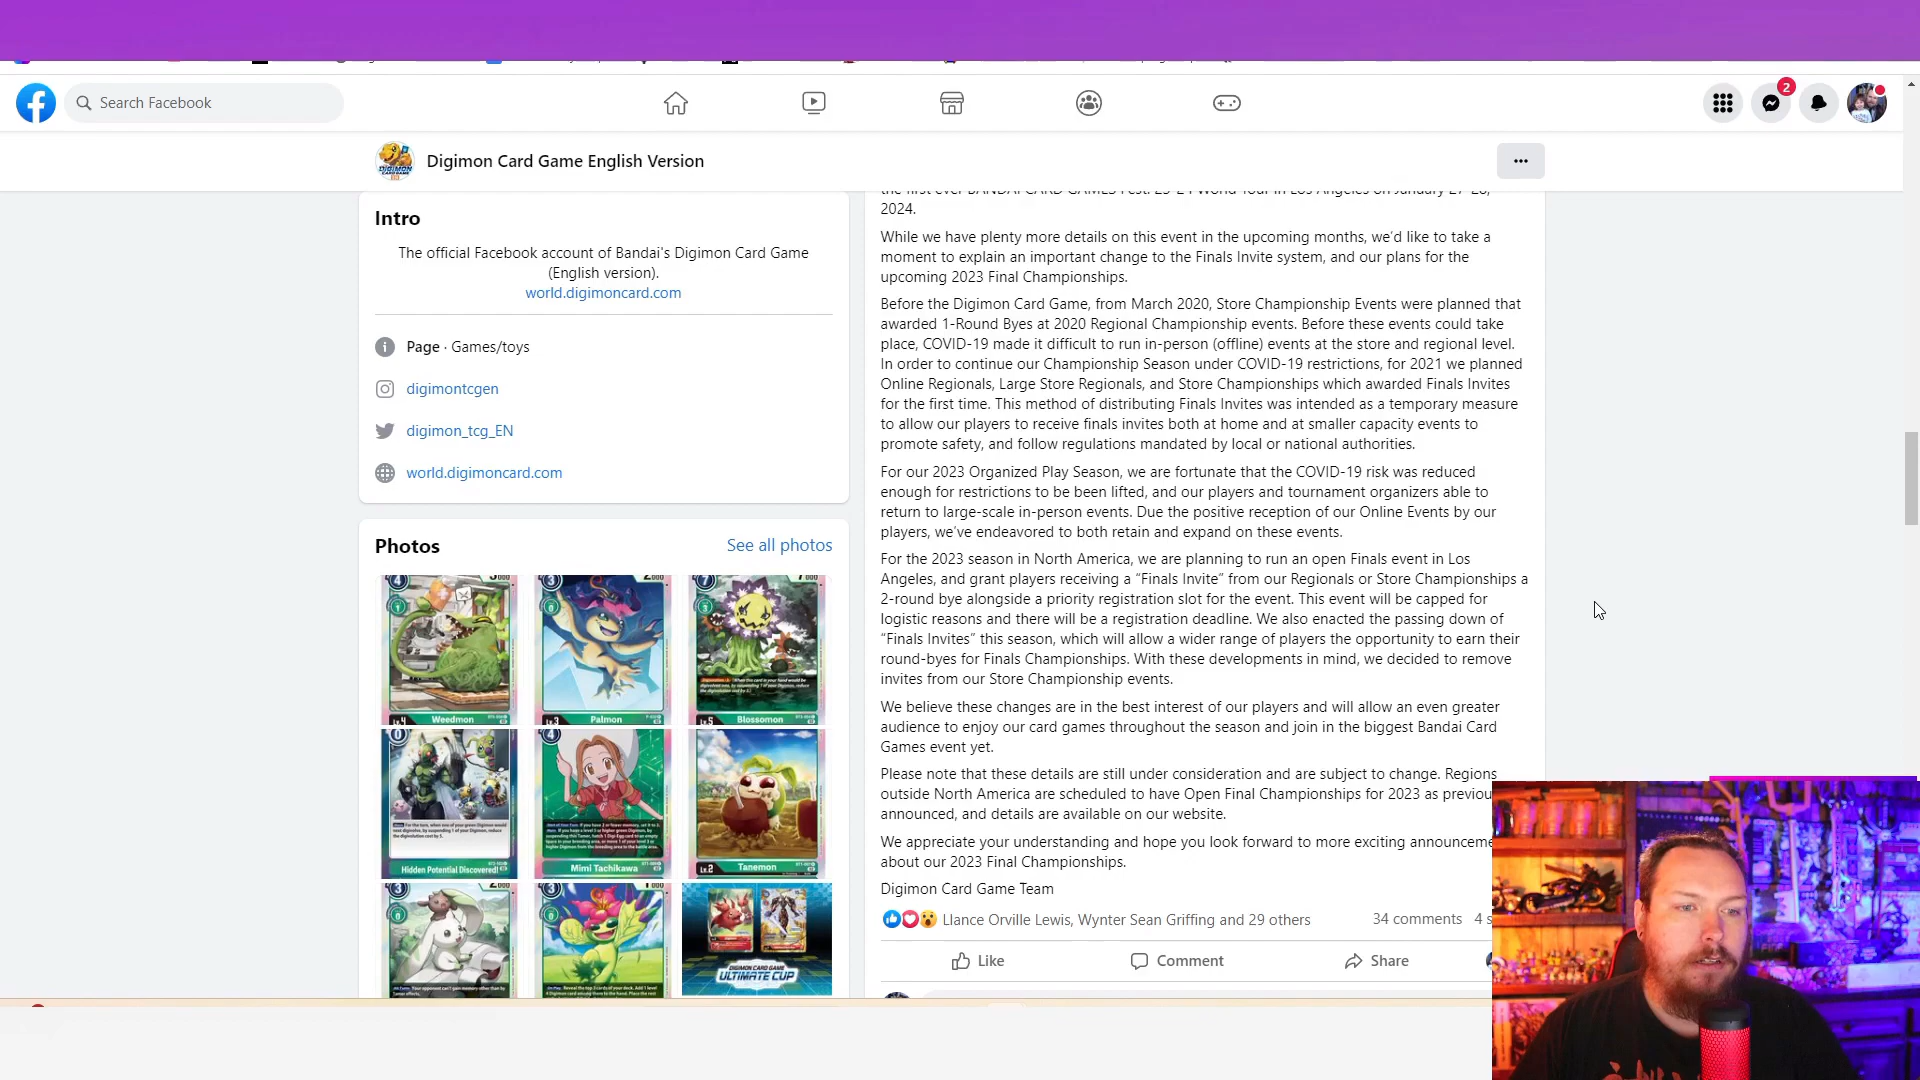 Search Facebook
2
Digimon Card Game English Version
Intro
The official Facebook account of Bandai's Digimon Card Game
(English version).
world.digimoncard.com
Page · Games/toys
digimontcgen
digimon_tcg_EN
world.digimoncard.com
Photos
See all photos
Weedmon
Palmon
Blossomon
Hidden Potential Discovered!
Mimi Tachikawa
Tanemon
DIGIMON CARD GAME
ULTIMATE CUP
the first ever BANDAI CARD GAMES Fest. 23-24 World Tour in Los Angeles on January 27-28,
2024.
While we have plenty more details on this event in the upcoming months, we'd like to take a
moment to explain an important change to the Finals Invite system, and our plans for the
upcoming 2023 Final Championships.
Before the Digimon Card Game, from March 2020, Store Championship Events were planned that
awarded 1-Round Byes at 2020 Regional Championship events. Before these events could take
place, COVID-19 made it difficult to run in-person (offline) events at the store and regional level.
In order to continue our Championship Season under COVID-19 restrictions, for 2021 we planned
Online Regionals, Large Store Regionals, and Store Championships which awarded Finals Invites
for the first time. This method of distributing Finals Invites was intended as a temporary measure
to allow our players to receive finals invites both at home and at smaller capacity events to
promote safety, and follow regulations mandated by local or national authorities.
For our 2023 Organized Play Season, we are fortunate that the COVID-19 risk was reduced
enough for restrictions to be been lifted, and our players and tournament organizers able to
return to large-scale in-person events. Due the positive reception of our Online Events by our
players, we've endeavored to both retain and expand on these events.
For the 2023 season in North America, we are planning to run an open Finals event in Los
Angeles, and grant players receiving a “Finals Invite” from our Regionals or Store Championships a
2-round bye alongside a priority registration slot for the event. This event will be capped for
logistic reasons and there will be a registration deadline. We also enacted the passing down of
“Finals Invites” this season, which will allow a wider range of players the opportunity to earn their
round-byes for Finals Championships. With these developments in mind, we decided to remove
invites from our Store Championship events.
We believe these changes are in the best interest of our players and will allow an even greater
audience to enjoy our card games throughout the season and join in the biggest Bandai Card
Games event yet.
Please note that these details are still under consideration and are subject to change. Regions
outside North America are scheduled to have Open Final Championships for 2023 as previou
announced, and details are available on our website.
We appreciate your understanding and hope you look forward to more exciting announceme
about our 2023 Final Championships.
Digimon Card Game Team
Llance Orville Lewis, Wynter Sean Griffing and 29 others
34 comments 4 s
Like
Comment
Share